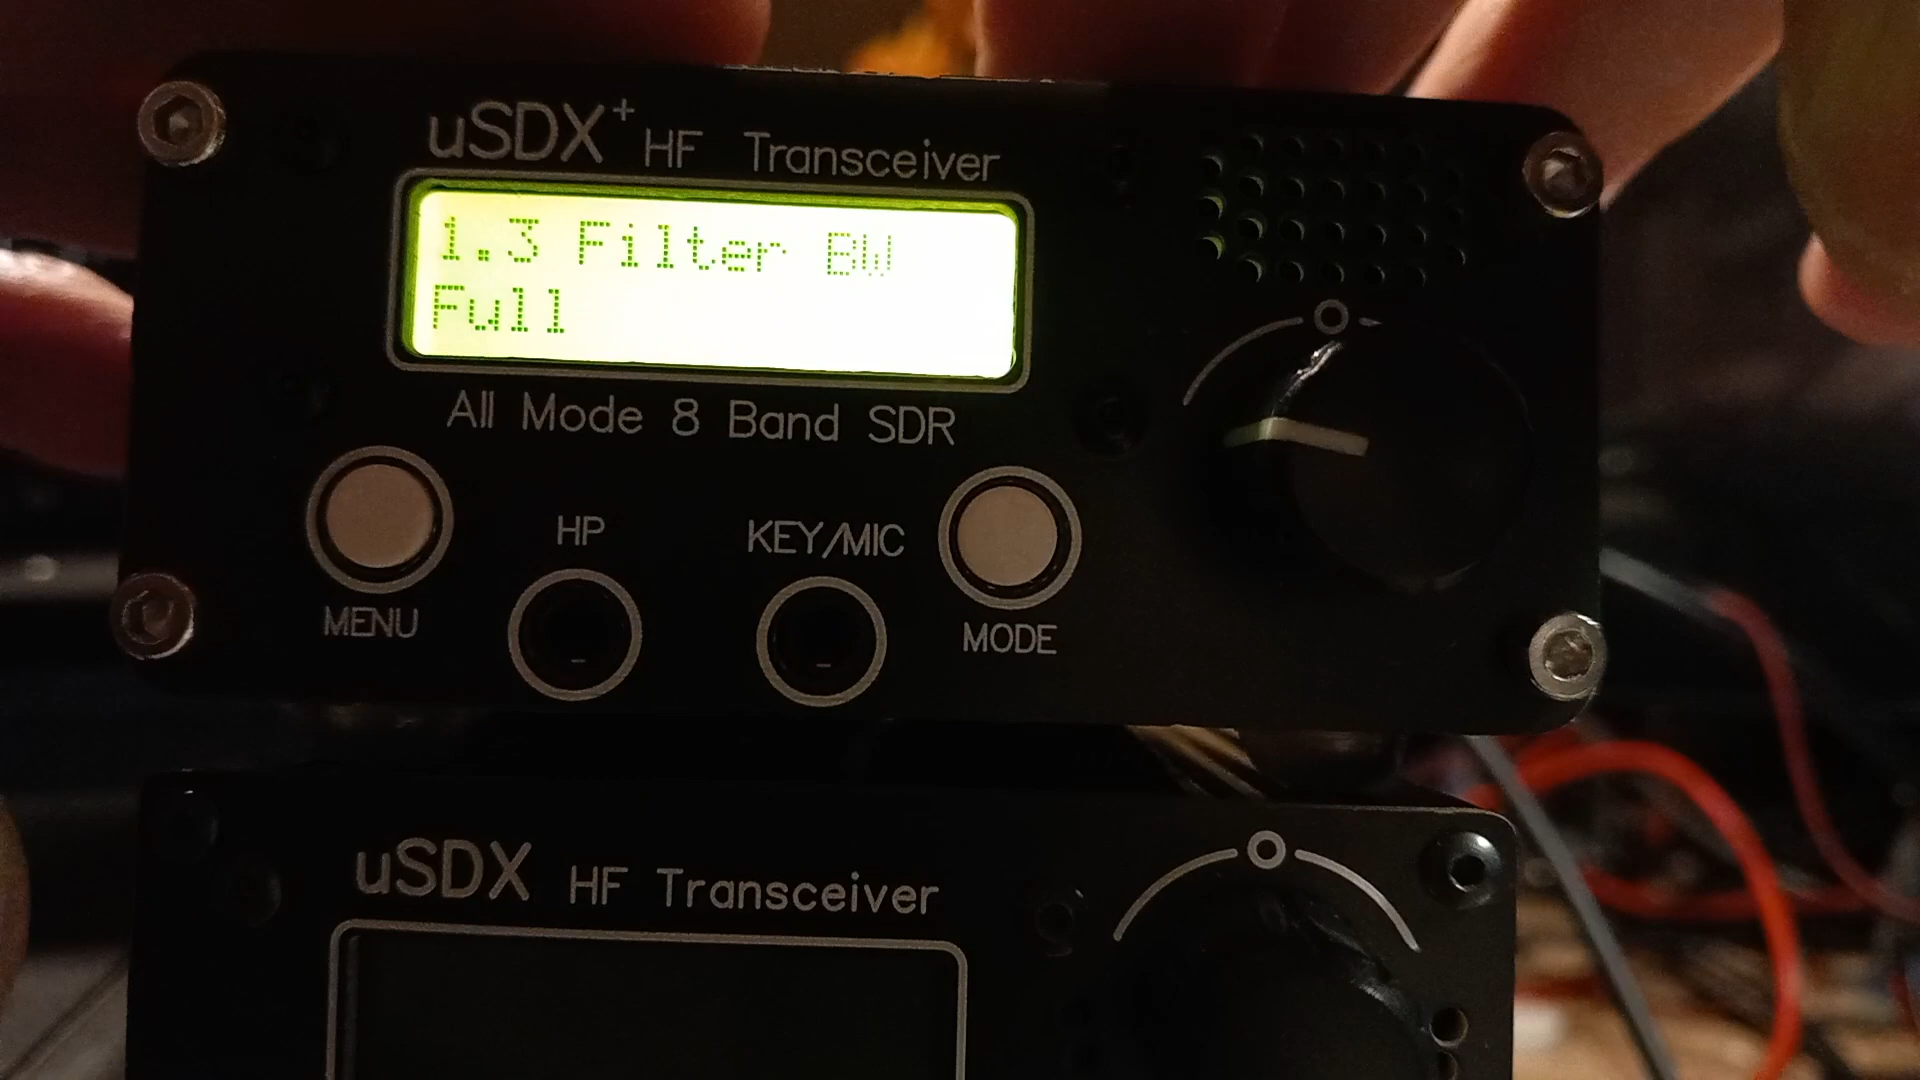 uSDX+ HF Transceiver
1.3 Filter BW
Full
All Mode 8 Band SDR
HP
KEY/MIC
MENU
MODE
uSDX HF Transceiver